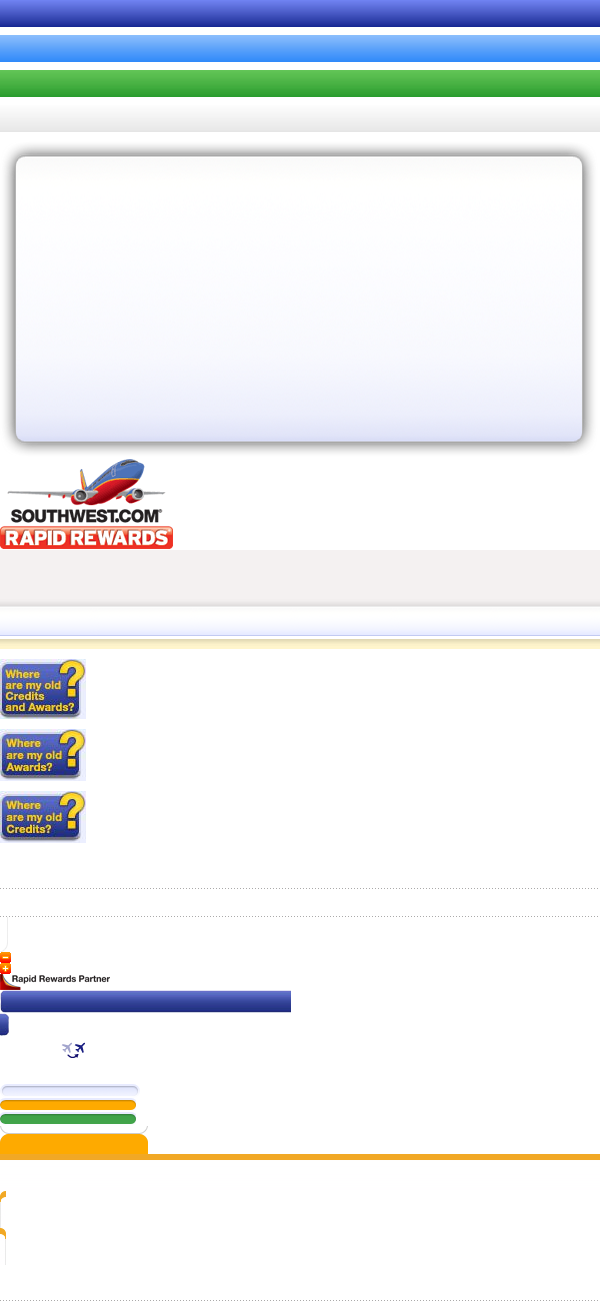 SOUTHWEST.COM®
RAPID REWARDS
Where
are my old
Credits
and Awards?
?
Where
are my old
Awards?
?
Where
are my old
Credits?
?
Rapid Rewards Partner